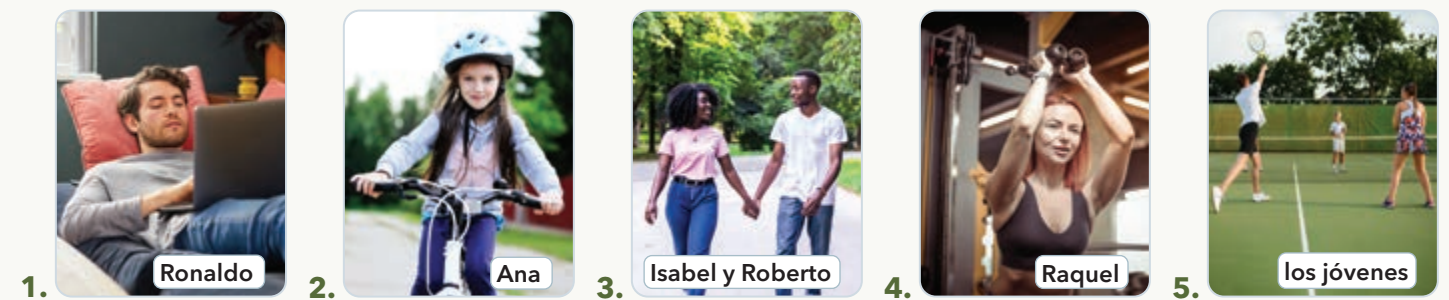 1. Ronaldo
2. Ana
3. Isabel y Roberto
4. Raquel
5. los jóvenes